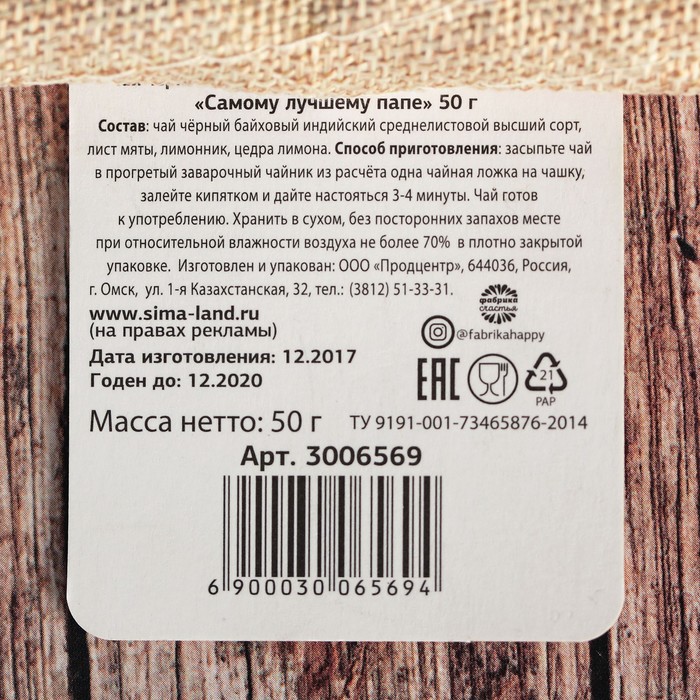 «Самому лучшему папе» 50 г
Состав: чай чёрный байховый индийский среднелистовой высший сорт,
лист мяты, лимонник, цедра лимона. Способ приготовления: засыпьте чай
в прогретый заварочный чайник из расчёта одна чайная ложка на чашку,
залейте кипятком и дайте настояться 3-4 минуты. Чай готов
к употреблению. Хранить в сухом, без посторонних запахов месте
при относительной влажности воздуха не более 70% в плотно закрытой
упаковке. Изготовлен и упакован: ООО «Продцентр», 644036, Россия,
г. Омск, ул. 1-я Казахстанская, 32, тел.: (3812) 51-33-31.
фабрика
счастья
www.sima-land.ru
(на правах рекламы)
@fabrikahappy
Дата изготовления: 12.2017
Годен до: 12.2020
EAC
21
PAP
Масса нетто: 50 г
ТУ 9191-001-73465876-2014
Арт. 3006569
6 900030 065694